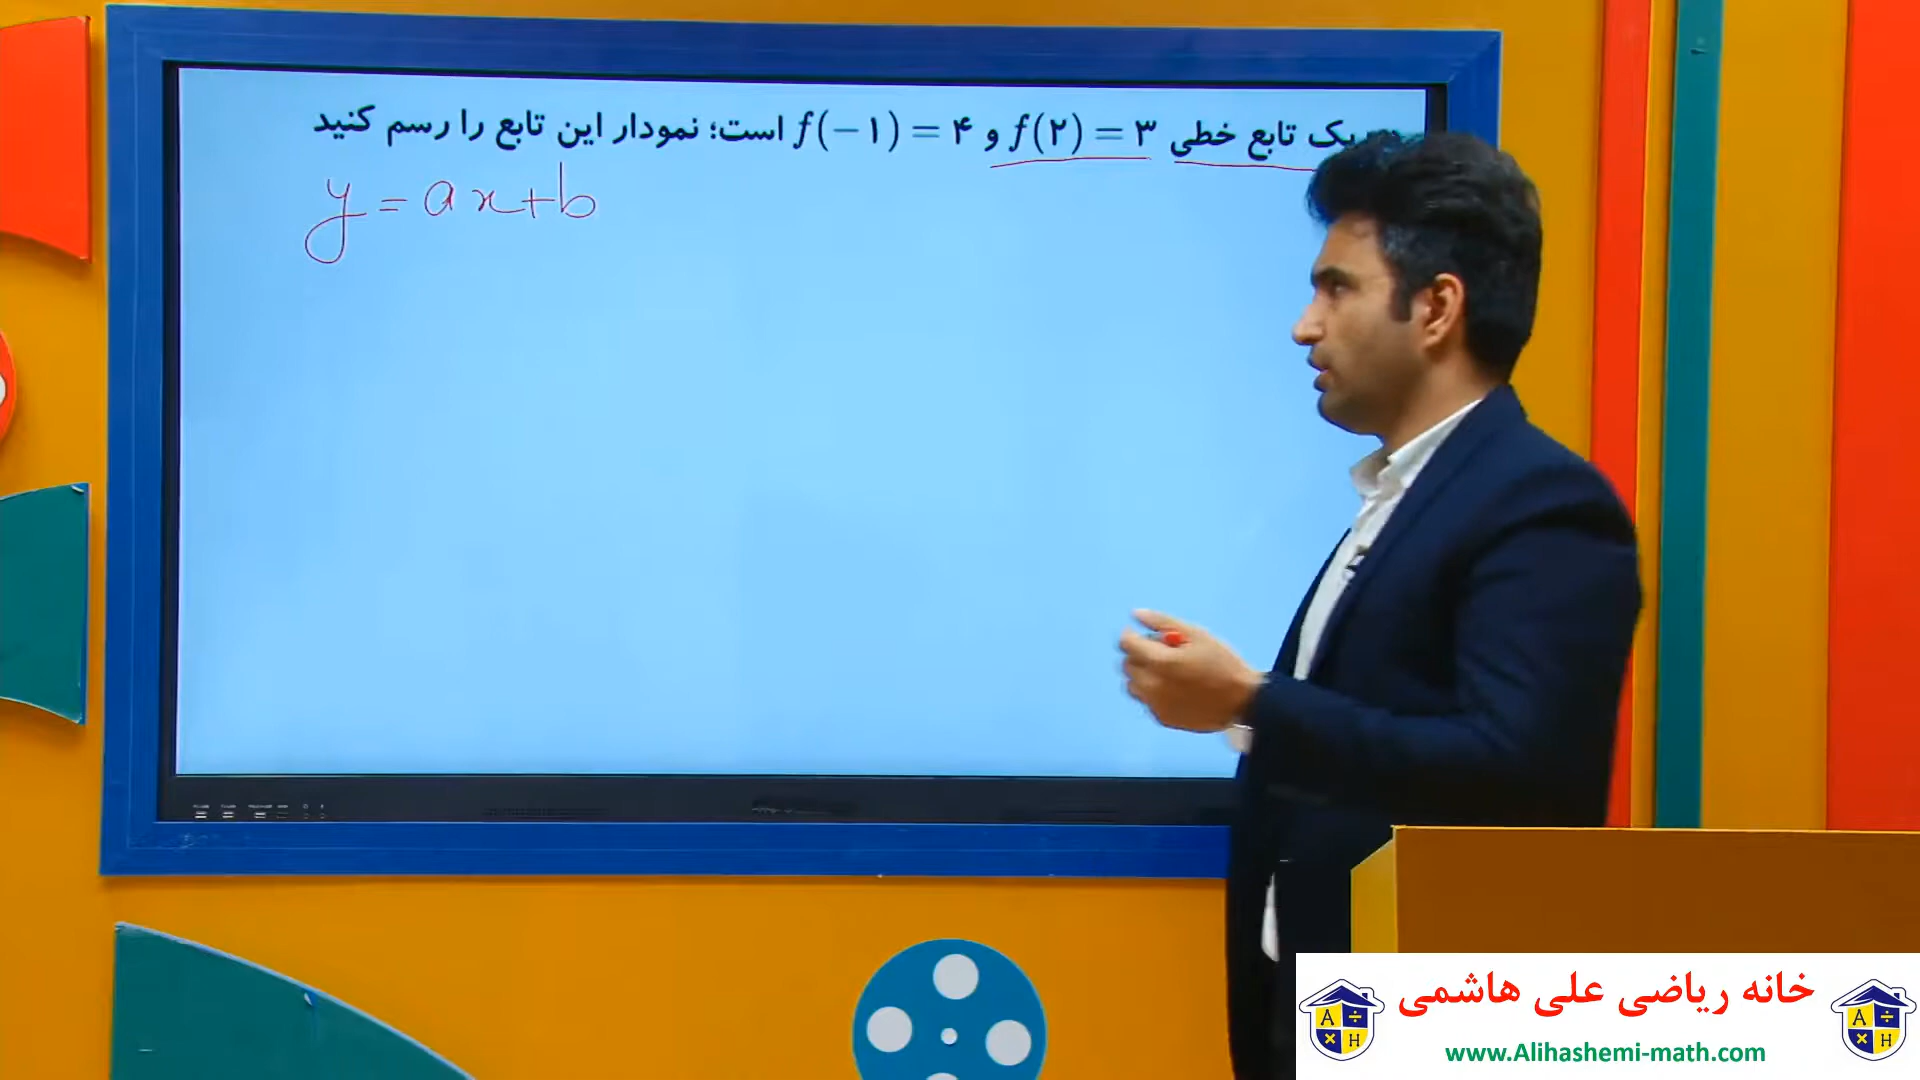 یک تابع خطی f(۲) = ۳ و f(−۱) = ۴ است؛ نمودار این تابع را رسم کنید
y = ax+b
خانه ریاضی علی هاشمی
A ÷ × H
A ÷ × H
www.Alihashemi-math.com